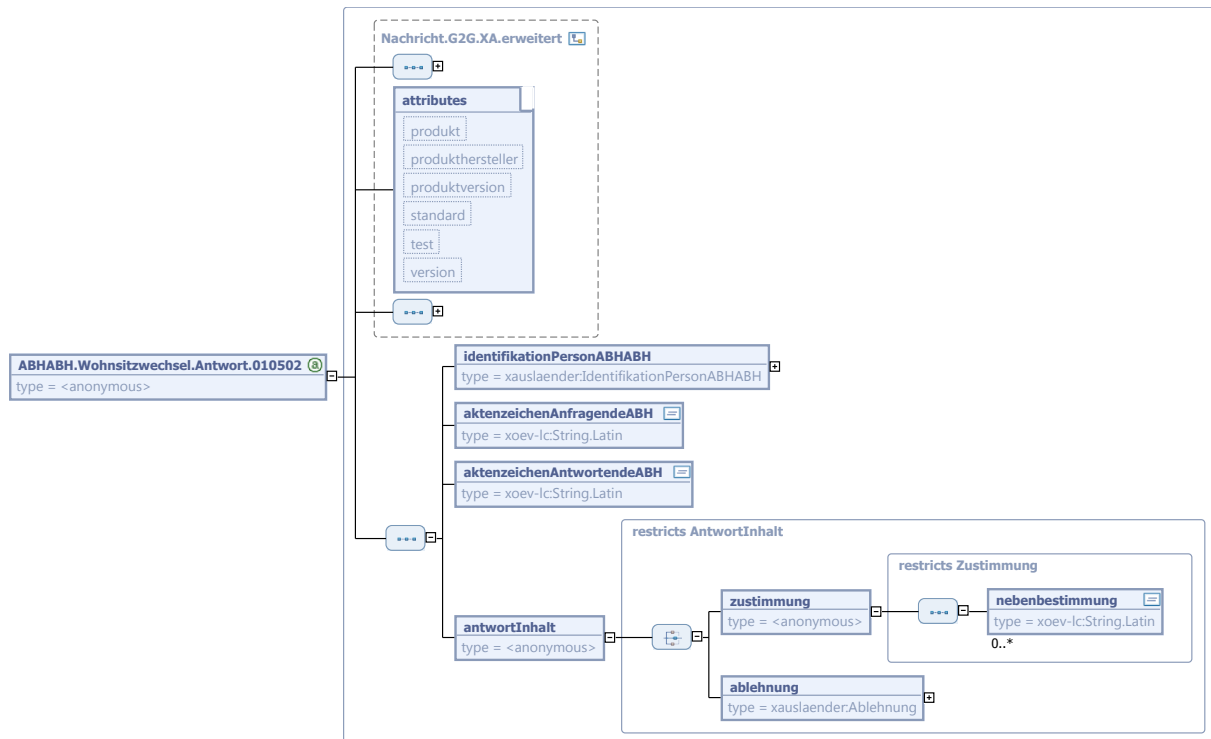 Nachricht.G2G.XA.erweitert
attributes
produkt
produkthersteller
produktversion
standard
test
version
ABHABH.Wohnsitzwechsel.Antwort.010502
type = <anonymous>
identifikationPersonABHABH
type = xauslaender:IdentifikationPersonABHABH
aktenzeichenAnfragendeABH
type = xoev-lc:String.Latin
aktenzeichenAntwortendeABH
type = xoev-lc:String.Latin
restricts AntwortInhalt
restricts Zustimmung
zustimmung
type = <anonymous>
nebenbestimmung
type = xoev-lc:String.Latin
0..*
antwortInhalt
type = <anonymous>
ablehnung
type = xauslaender:Ablehnung